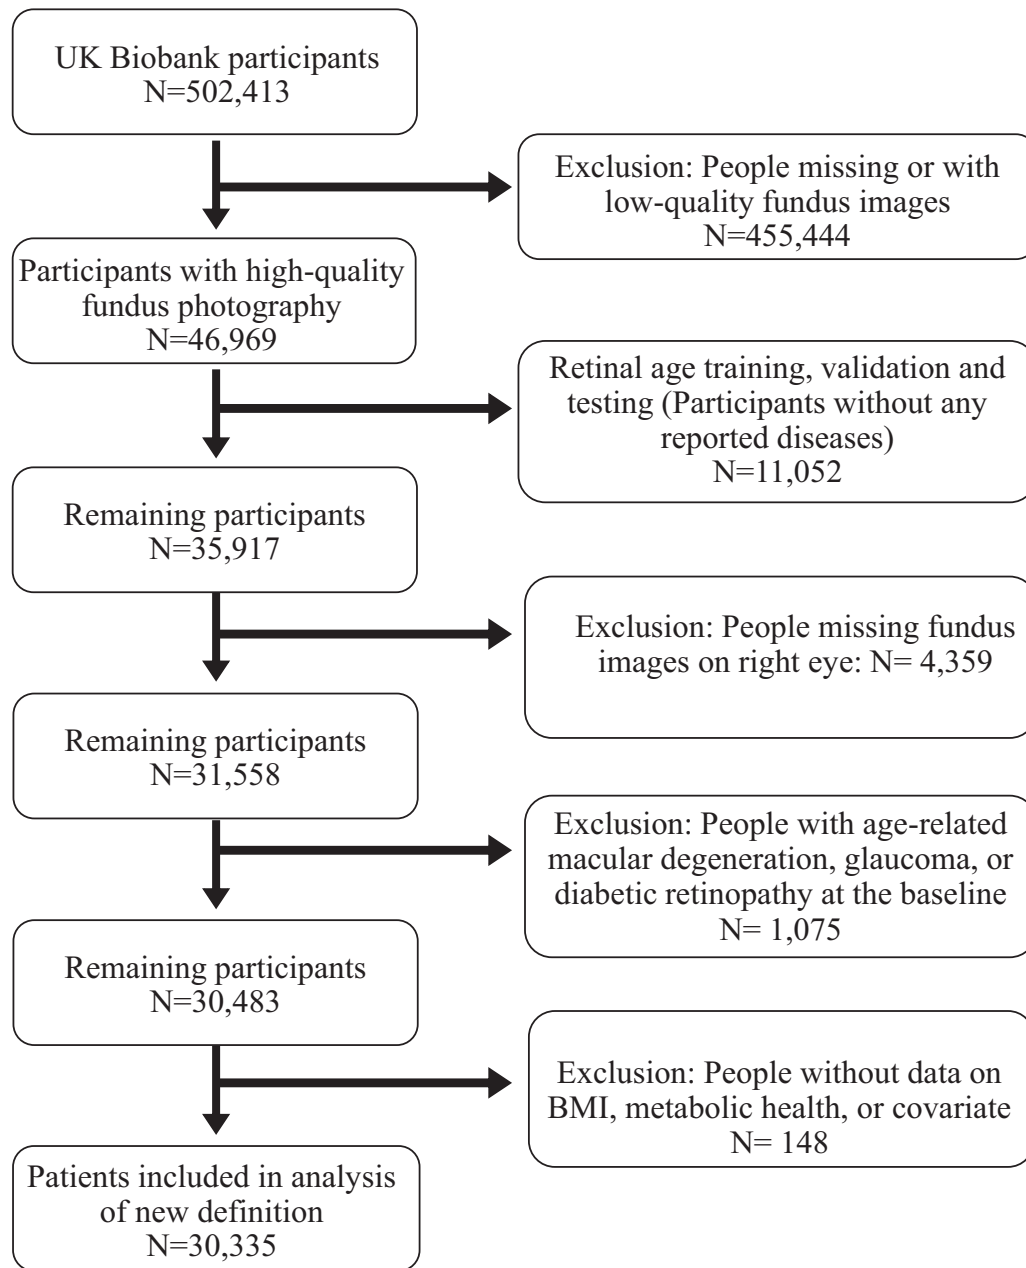 UK Biobank participants
N=502,413
Exclusion: People missing or with
low-quality fundus images
N=455,444
Participants with high-quality
fundus photography
N=46,969
Retinal age training, validation and
testing (Participants without any
reported diseases)
N=11,052
Remaining participants
N=35,917
Exclusion: People missing fundus
images on right eye: N= 4,359
Remaining participants
N=31,558
Exclusion: People with age-related
macular degeneration, glaucoma, or
diabetic retinopathy at the baseline
N= 1,075
Remaining participants
N=30,483
Exclusion: People without data on
BMI, metabolic health, or covariate
N= 148
Patients included in analysis
of new definition
N=30,335